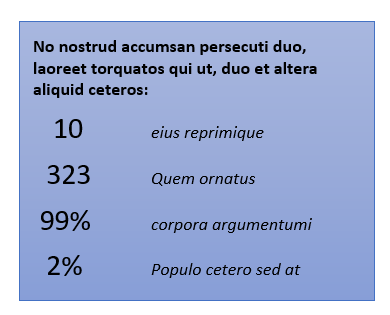 No nostrud accumsan persecuti duo,
laoreet torquatos qui ut, duo et altera
aliquid ceteros:
10 eius reprimique
323 Quem ornatus
99% corpora argumentumi
2% Populo cetero sed at